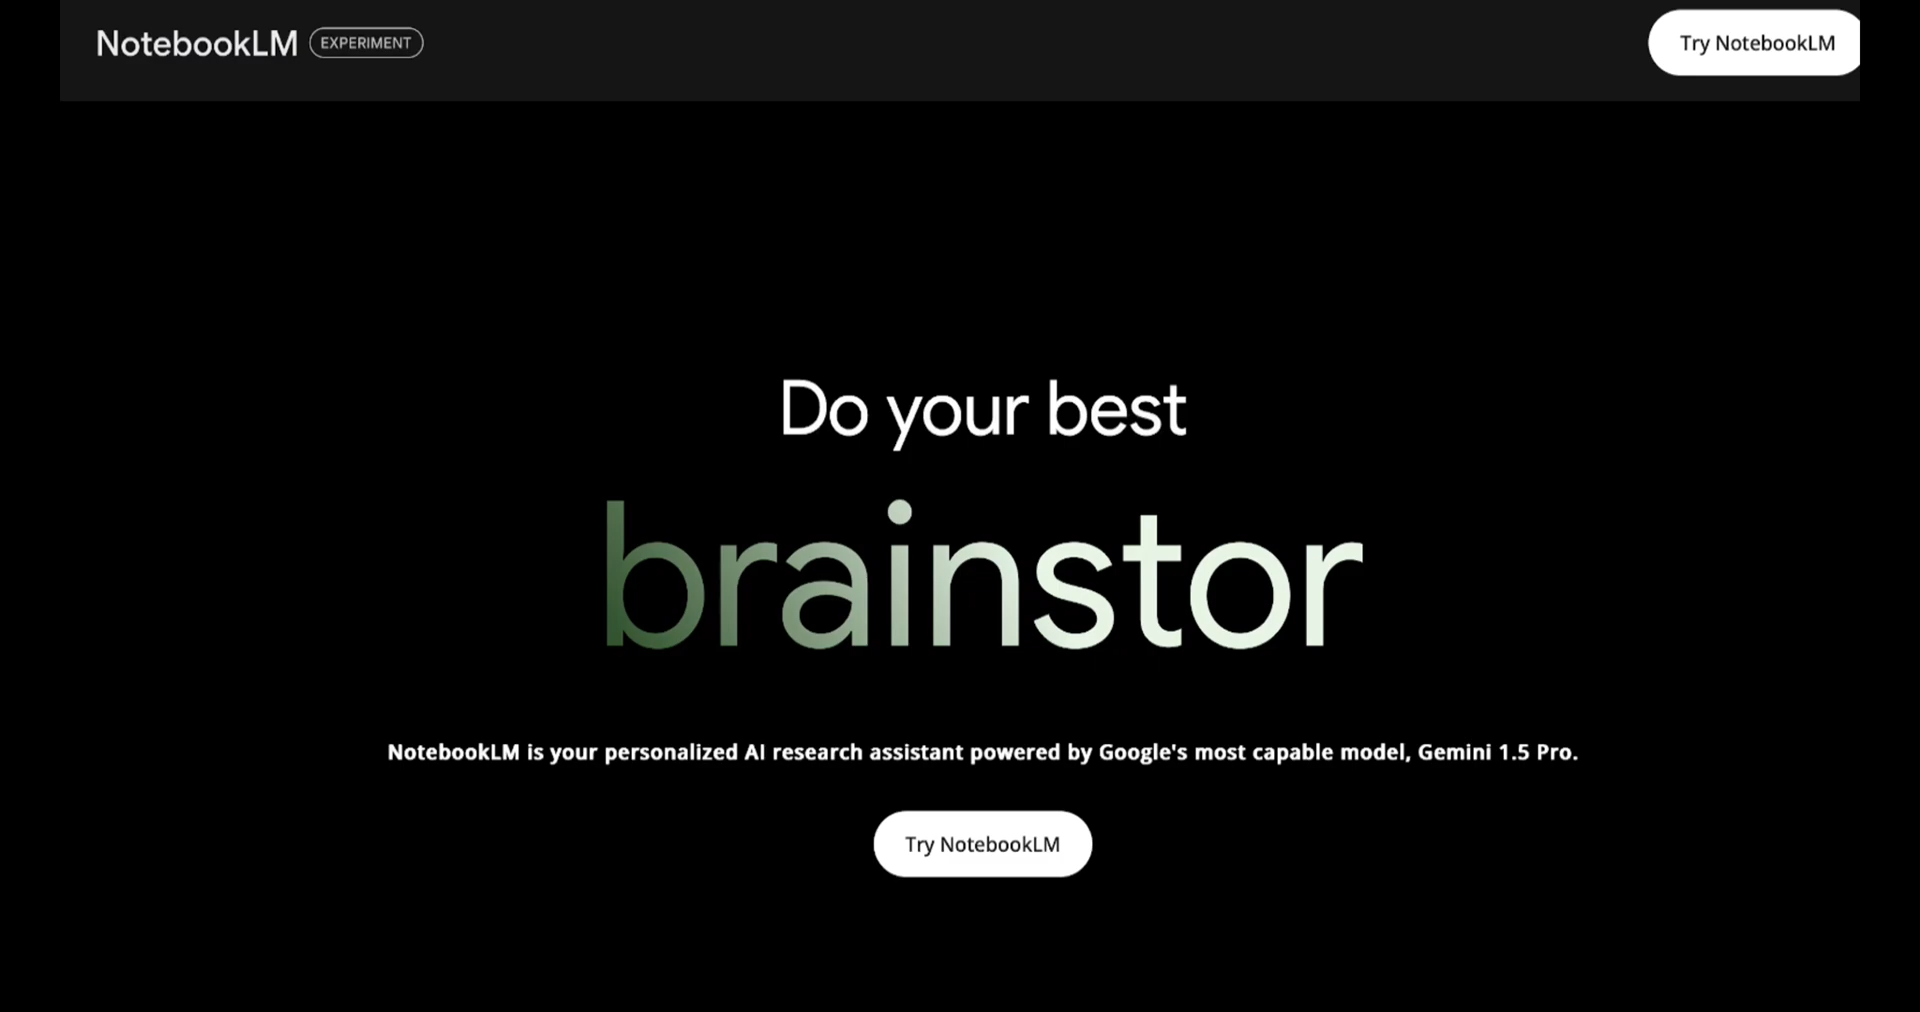 NotebookLM EXPERIMENT
Try NotebookLM
Do your best
brainstor
NotebookLM is your personalized AI research assistant powered by Google's most capable model, Gemini 1.5 Pro.
Try NotebookLM